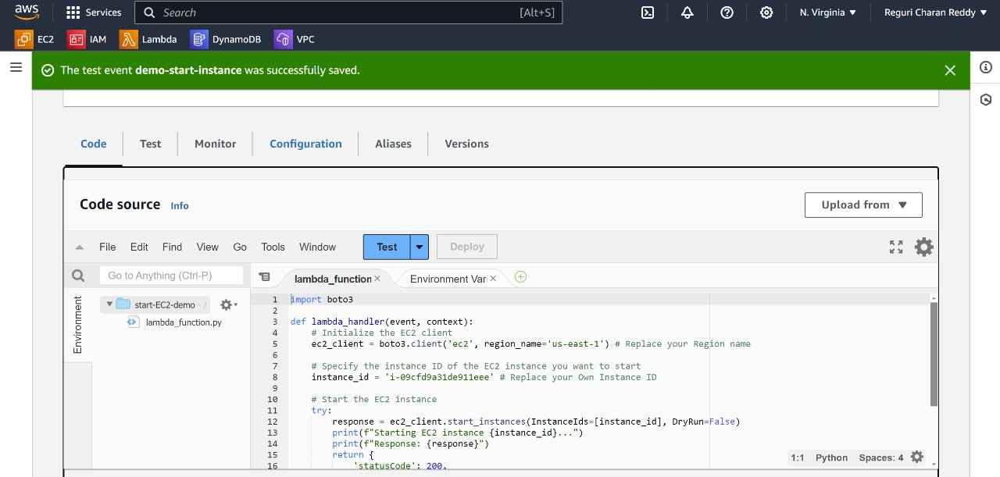 aws Services Search [Alt+S] N. Virginia Reguri Charan Reddy
EC2 IAM Lambda DynamoDB VPC
The test event demo-start-instance was successfully saved.
Code Test Monitor Configuration Aliases Versions
Code source Info Upload from
File Edit Find View Go Tools Window Test Deploy
Go to Anything (Ctrl-P) lambda_function Environment Var
Environment
start-EC2-demo - /
lambda_function.py
1 import boto3
2
3 def lambda_handler(event, context):
4 # Initialize the EC2 client
5 ec2_client = boto3.client('ec2', region_name='us-east-1') # Replace your Region name
6
7 # Specify the instance ID of the EC2 instance you want to start
8 instance_id = 'i-09cfd9a31de911eee' # Replace your Own Instance ID
9
10 # Start the EC2 instance
11 try:
12 response = ec2_client.start_instances(InstanceIds=[instance_id], DryRun=False)
13 print(f"Starting EC2 instance {instance_id}...")
14 print(f"Response: {response}")
15 return {
16 'statusCode': 200,
1:1 Python Spaces: 4